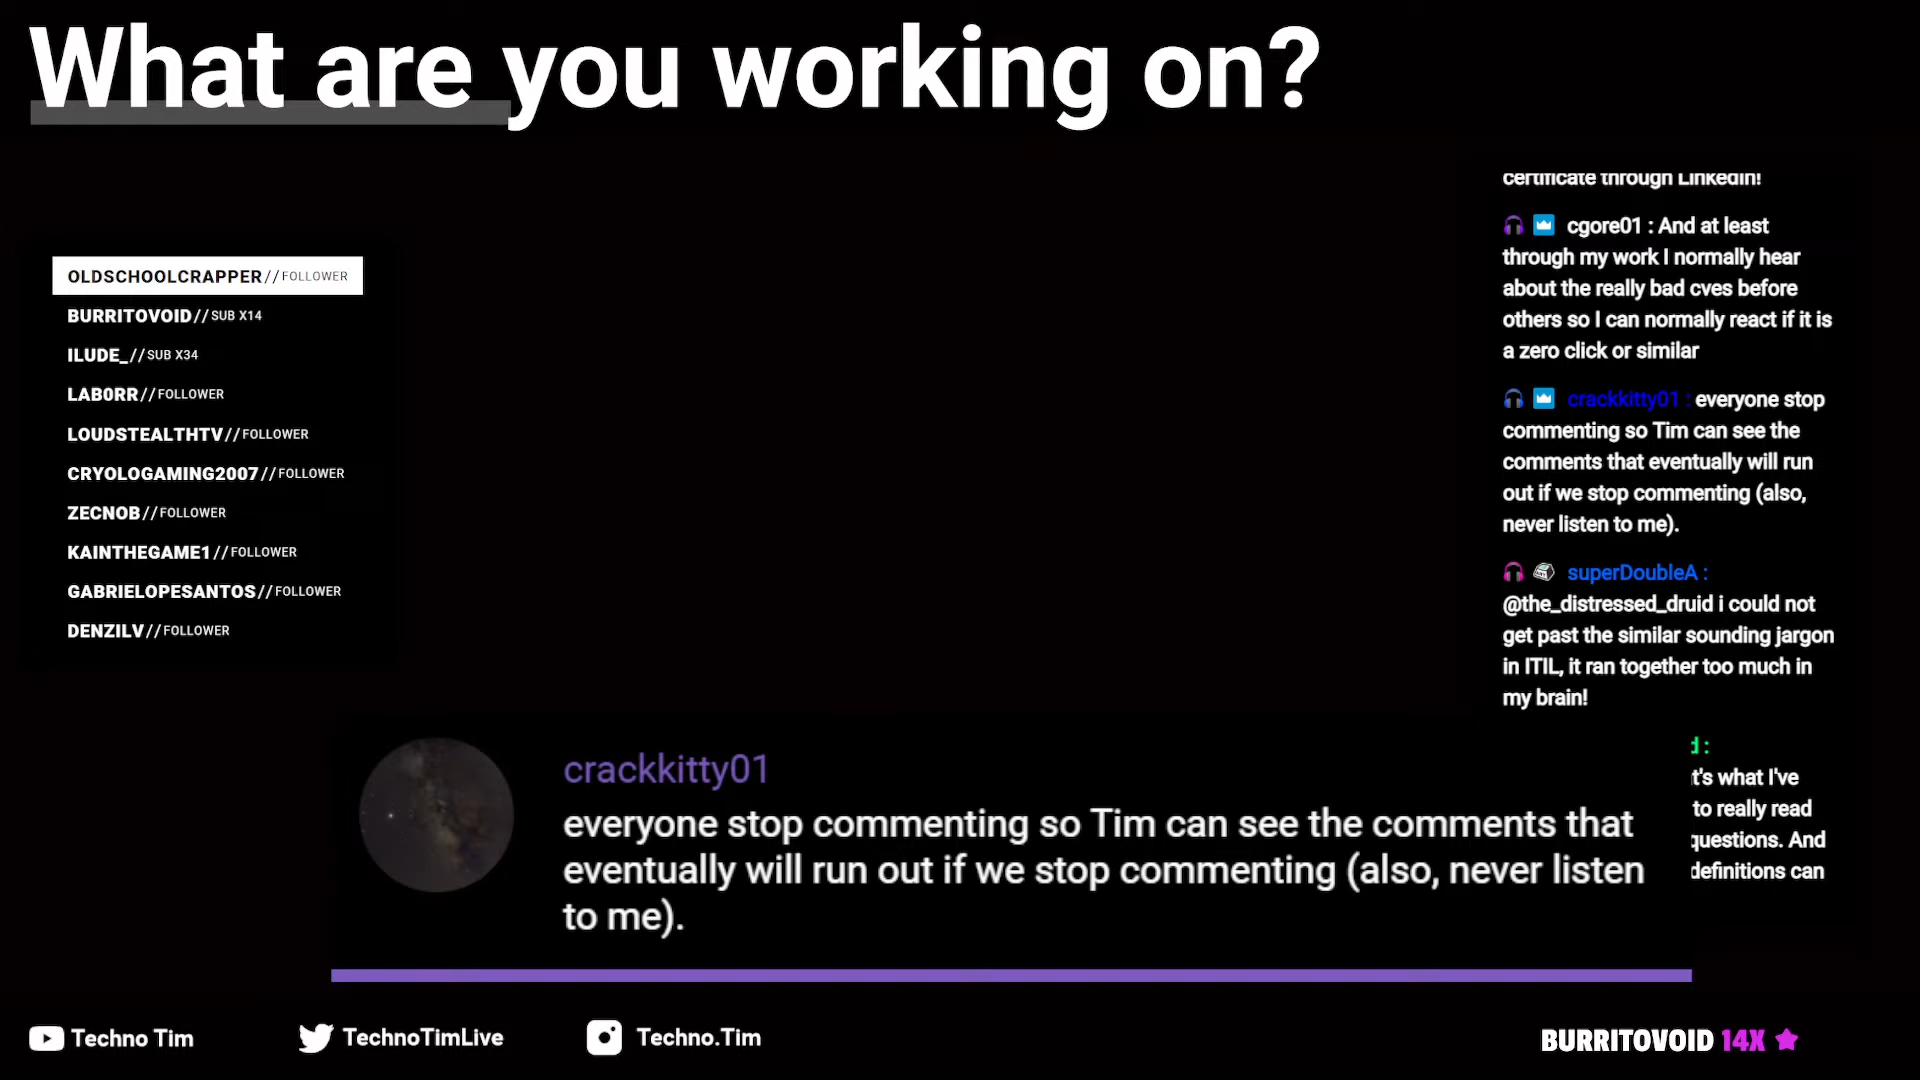 What are you working on?
OLDSCHOOLCRAPPER//FOLLOWER
BURRITOVOID//SUB X14
ILUDE_//SUB X34
LAB0RR//FOLLOWER
LOUDSTEALTHTV//FOLLOWER
CRYOLOGAMING2007//FOLLOWER
ZECNOB//FOLLOWER
KAINTHEGAME1//FOLLOWER
GABRIELOPESANTOS//FOLLOWER
DENZILV//FOLLOWER
certificate through LinkedIn!
cgore01 : And at least
through my work I normally hear
about the really bad cves before
others so I can normally react if it is
a zero click or similar
crackkitty01 : everyone stop
commenting so Tim can see the
comments that eventually will run
out if we stop commenting (also,
never listen to me).
superDoubleA :
@the_distressed_druid i could not
get past the similar sounding jargon
in ITIL, it ran together too much in
my brain!
d :
t's what I've
to really read
questions. And
definitions can
crackkitty01
everyone stop commenting so Tim can see the comments that
eventually will run out if we stop commenting (also, never listen
to me).
Techno Tim
TechnoTimLive
Techno.Tim
BURRITOVOID 14X